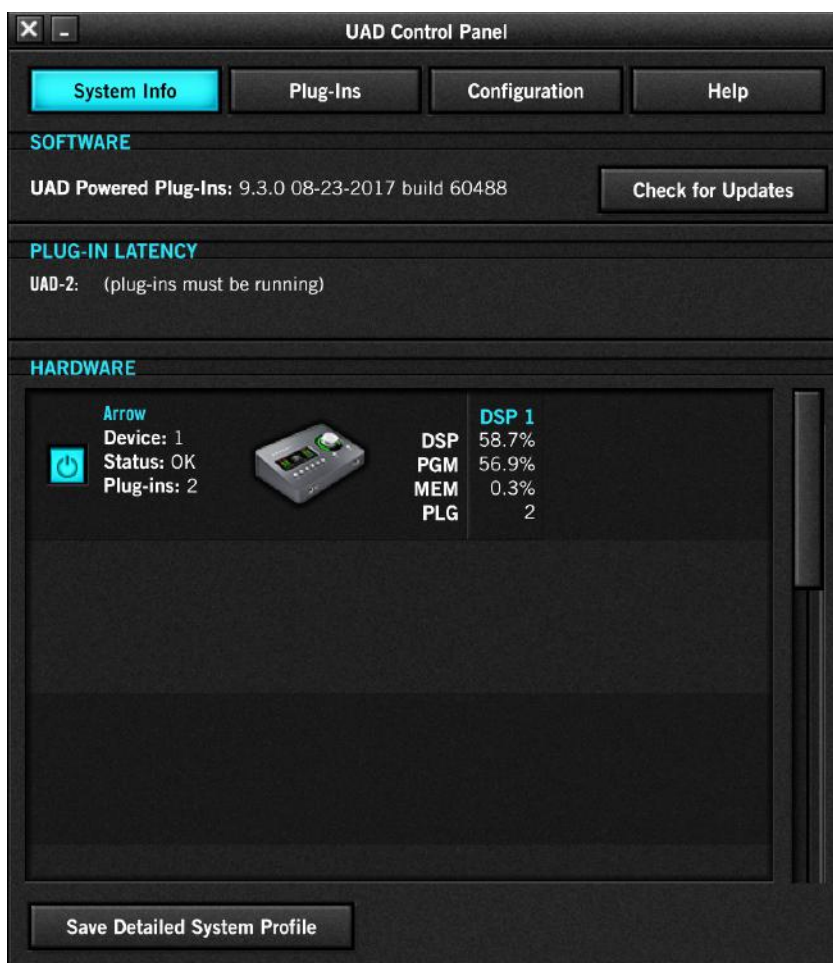 UAD Control Panel
System Info Plug-Ins Configuration Help
SOFTWARE
UAD Powered Plug-Ins: 9.3.0 08-23-2017 build 60488 Check for Updates
PLUG-IN LATENCY
UAD-2: (plug-ins must be running)
HARDWARE
Arrow DSP 1
Device: 1 DSP 58.7%
Status: OK PGM 56.9%
Plug-ins: 2 MEM 0.3%
PLG 2
Save Detailed System Profile